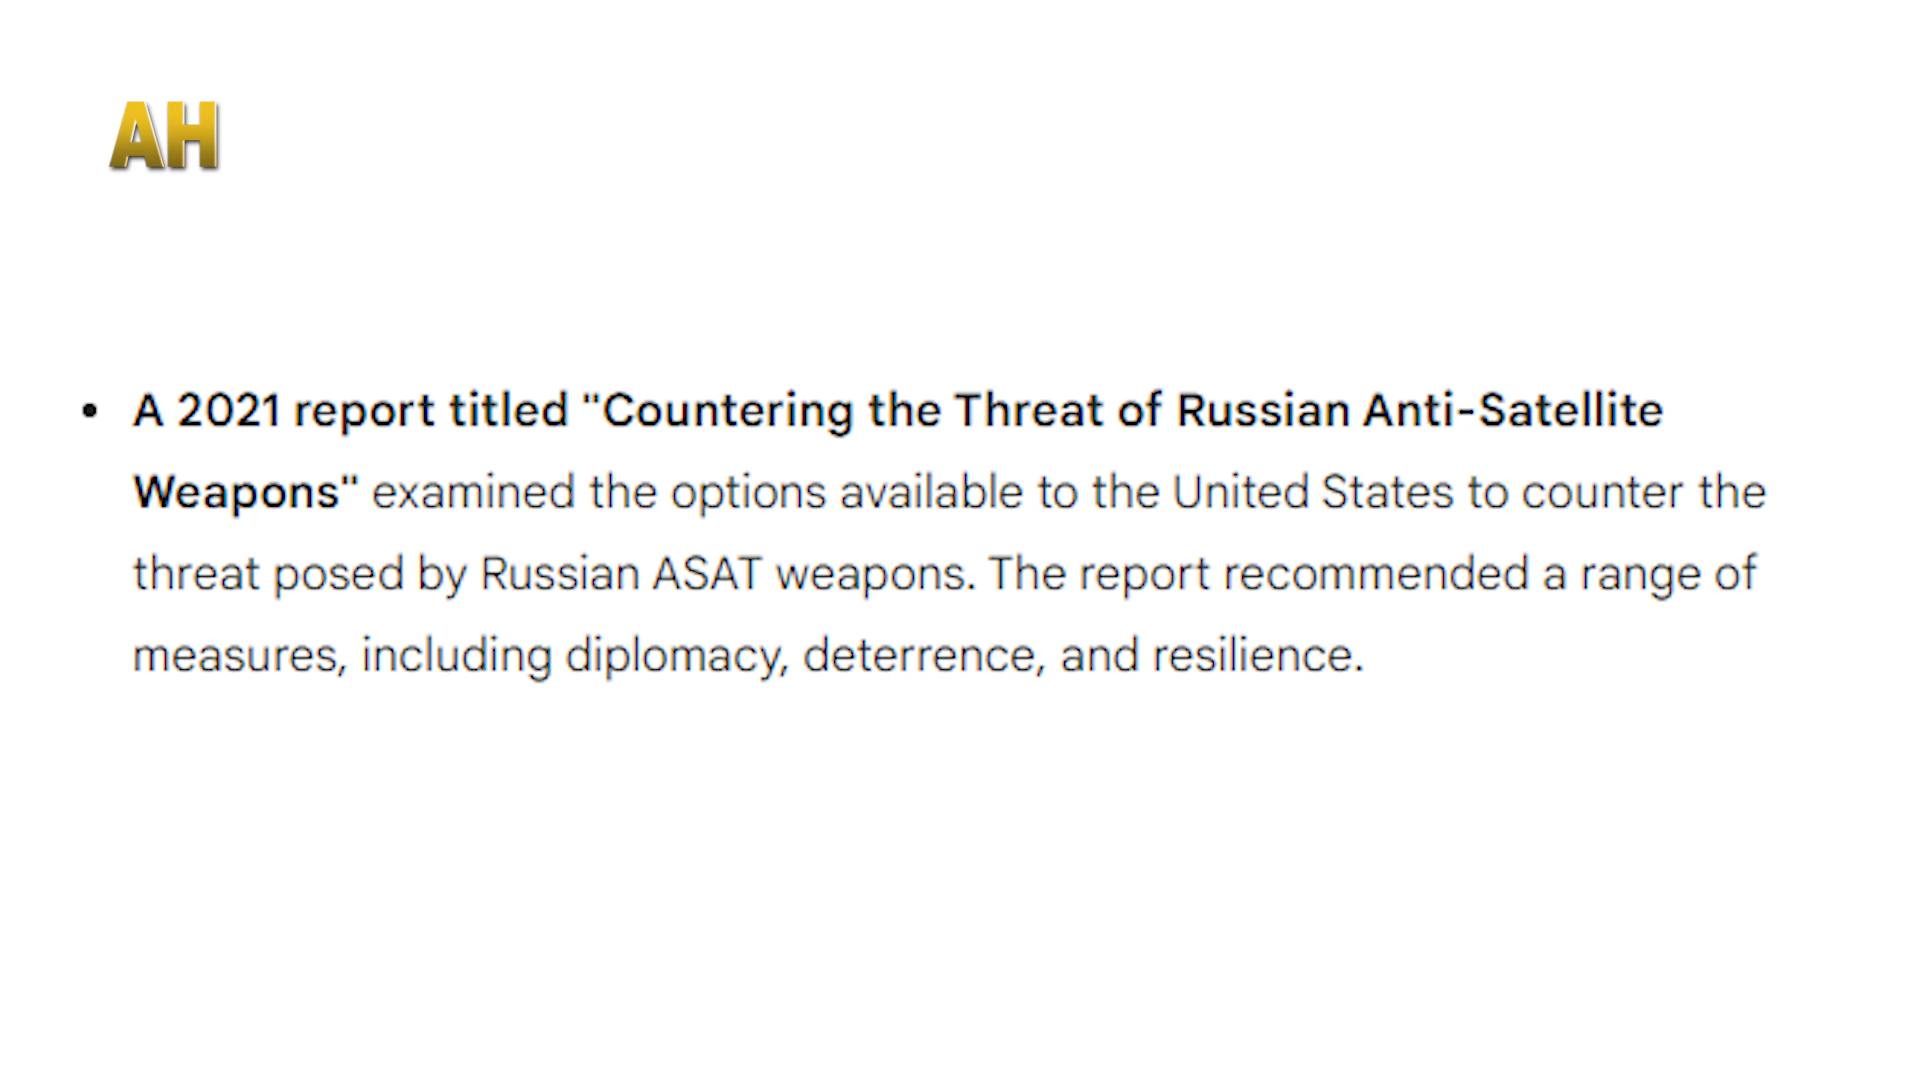 AH
• A 2021 report titled "Countering the Threat of Russian Anti-Satellite
Weapons" examined the options available to the United States to counter the
threat posed by Russian ASAT weapons. The report recommended a range of
measures, including diplomacy, deterrence, and resilience.